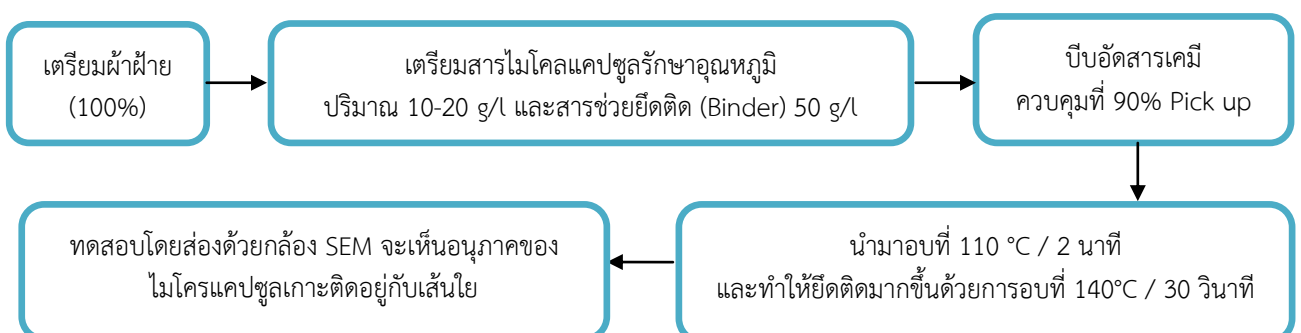 เตรียมผ้าฝ้าย
(100%)
เตรียมสารไมโคลแคปซูลรักษาอุณหภูมิ
ปริมาณ 10-20 g/l และสารช่วยยึดติด (Binder) 50 g/l
บีบอัดสารเคมี
ควบคุมที่ 90% Pick up
นำมาอบที่ 110 °C / 2 นาที
และทำให้ยึดติดมากขึ้นด้วยการอบที่ 140°C / 30 วินาที
ทดสอบโดยส่องด้วยกล้อง SEM จะเห็นอนุภาคของ
ไมโครแคปซูลเกาะติดอยู่กับเส้นใย